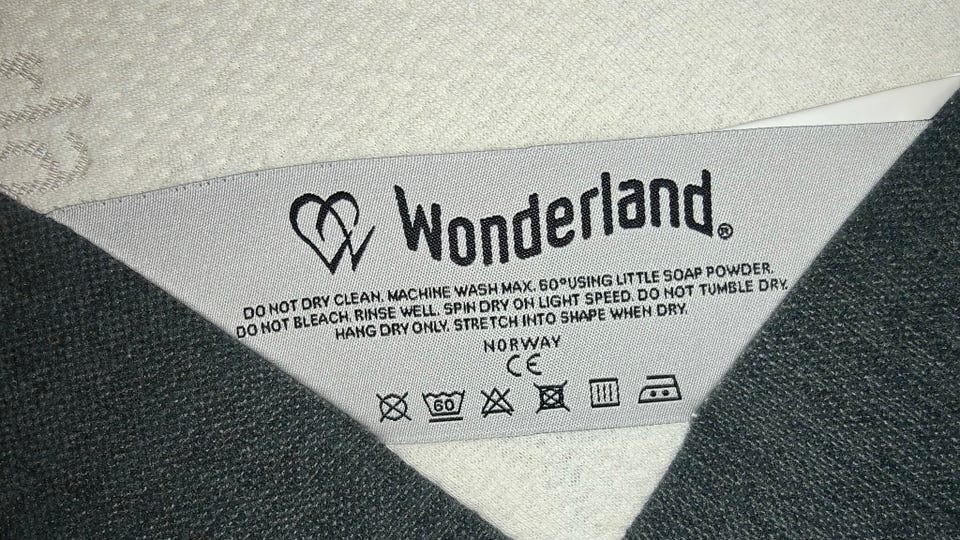 Wonderland®
DO NOT DRY CLEAN. MACHINE WASH MAX. 60° USING LITTLE SOAP POWDER.
DO NOT BLEACH. RINSE WELL. SPIN DRY ON LIGHT SPEED. DO NOT TUMBLE DRY.
HANG DRY ONLY. STRETCH INTO SHAPE WHEN DRY.
NORWAY
CE
60